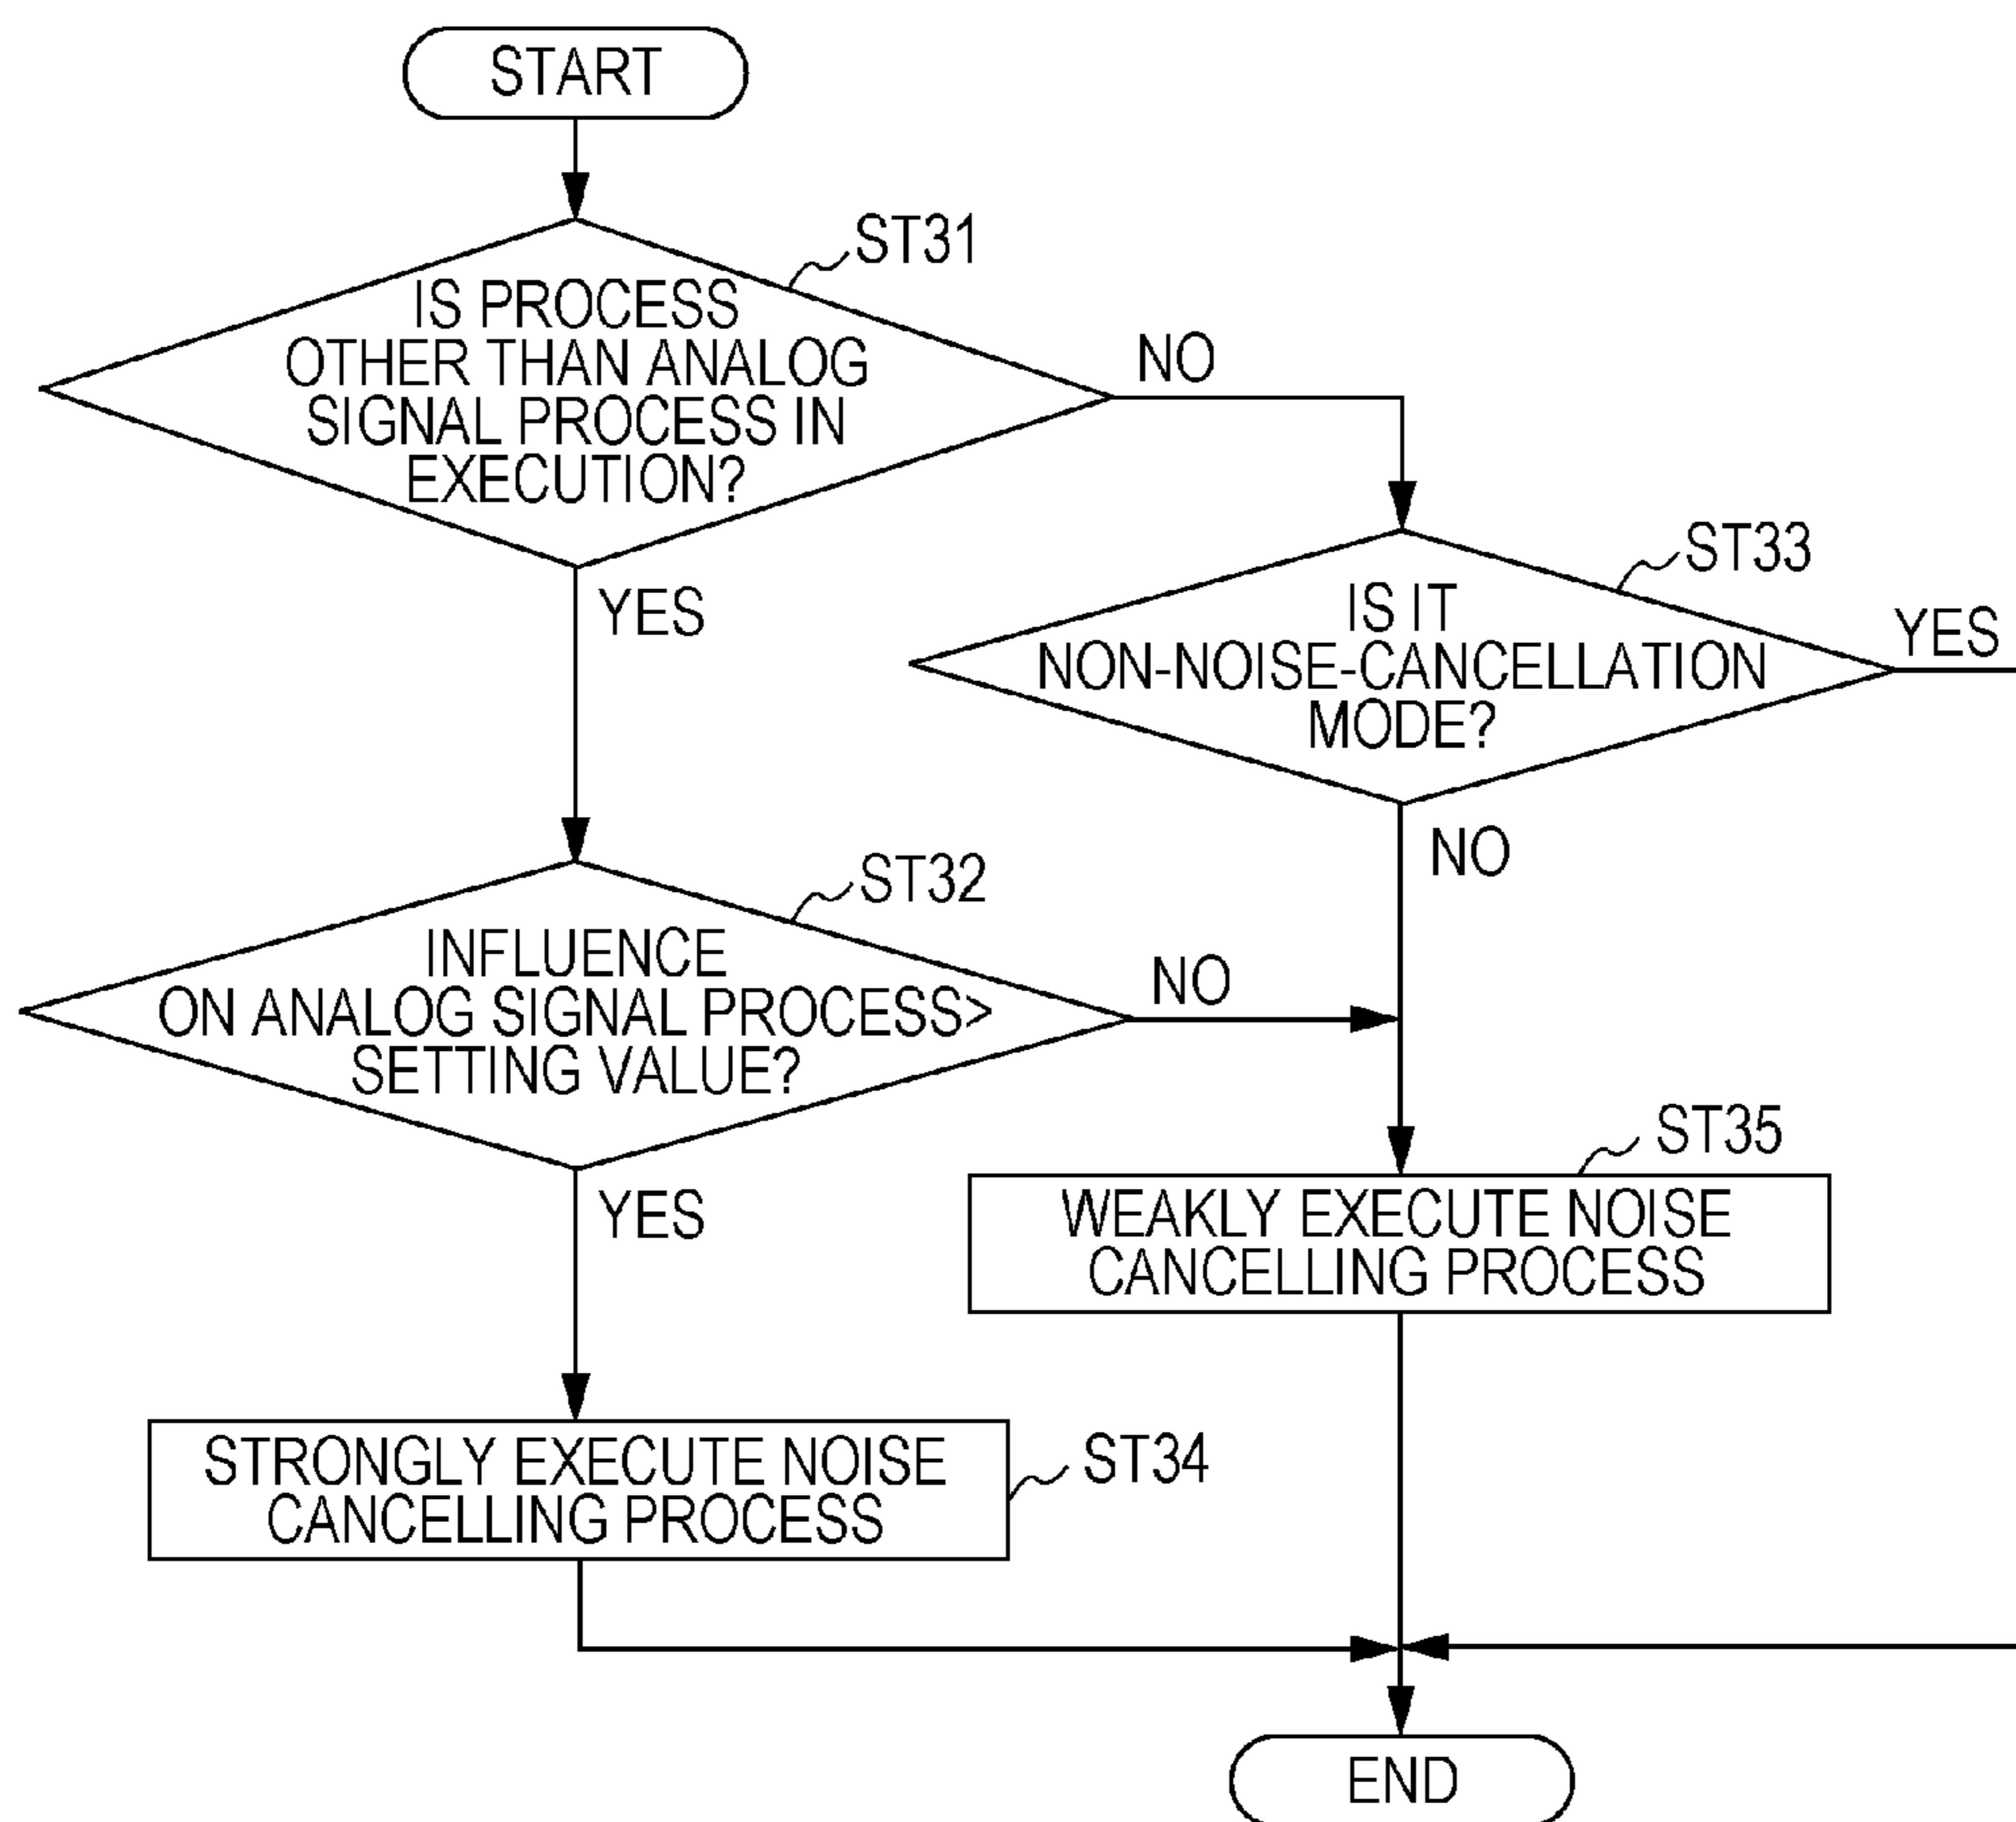 START
ST31
IS PROCESS
OTHER THAN ANALOG
SIGNAL PROCESS IN
EXECUTION?
NO
YES
ST33
IS IT
NON-NOISE-CANCELLATION
MODE?
YES
NO
ST32
INFLUENCE
ON ANALOG SIGNAL PROCESS>
SETTING VALUE?
NO
YES
ST35
WEAKLY EXECUTE NOISE
CANCELLING PROCESS
STRONGLY EXECUTE NOISE
CANCELLING PROCESS
ST34
END